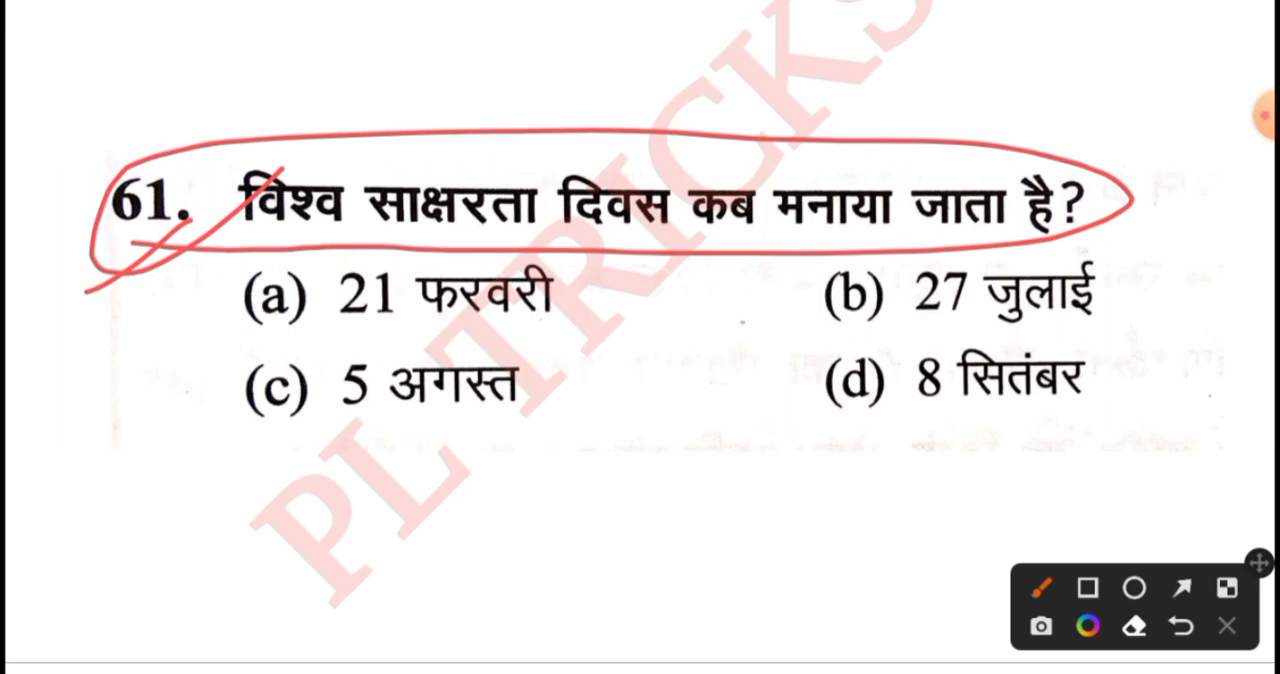 61. विश्व साक्षरता दिवस कब मनाया जाता है?
(a) 21 फरवरी (b) 27 जुलाई
(c) 5 अगस्त (d) 8 सितंबर
PL TRICKS